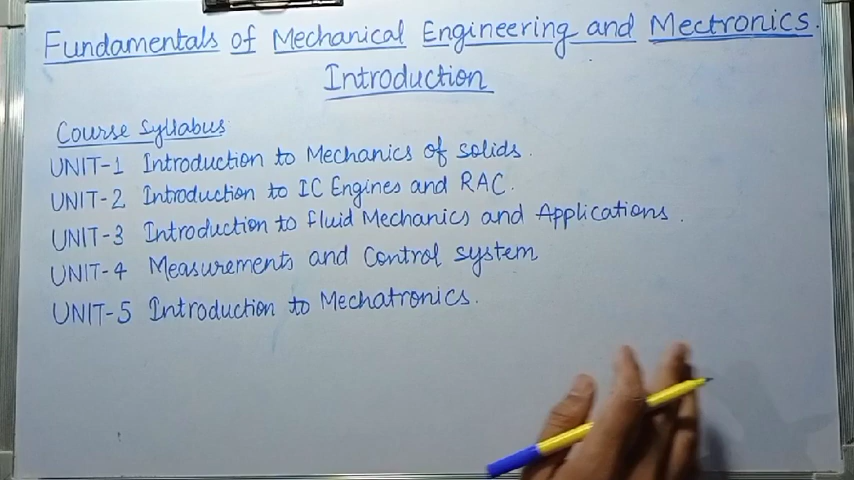 Fundamentals of Mechanical Engineering and Mectronics.
Introduction
Course Syllabus
UNIT-1 Introduction to Mechanics of solids.
UNIT-2 Introduction to IC Engines and RAC.
UNIT-3 Introduction to fluid Mechanics and Applications.
UNIT-4 Measurements and Control system
UNIT-5 Introduction to Mechatronics.